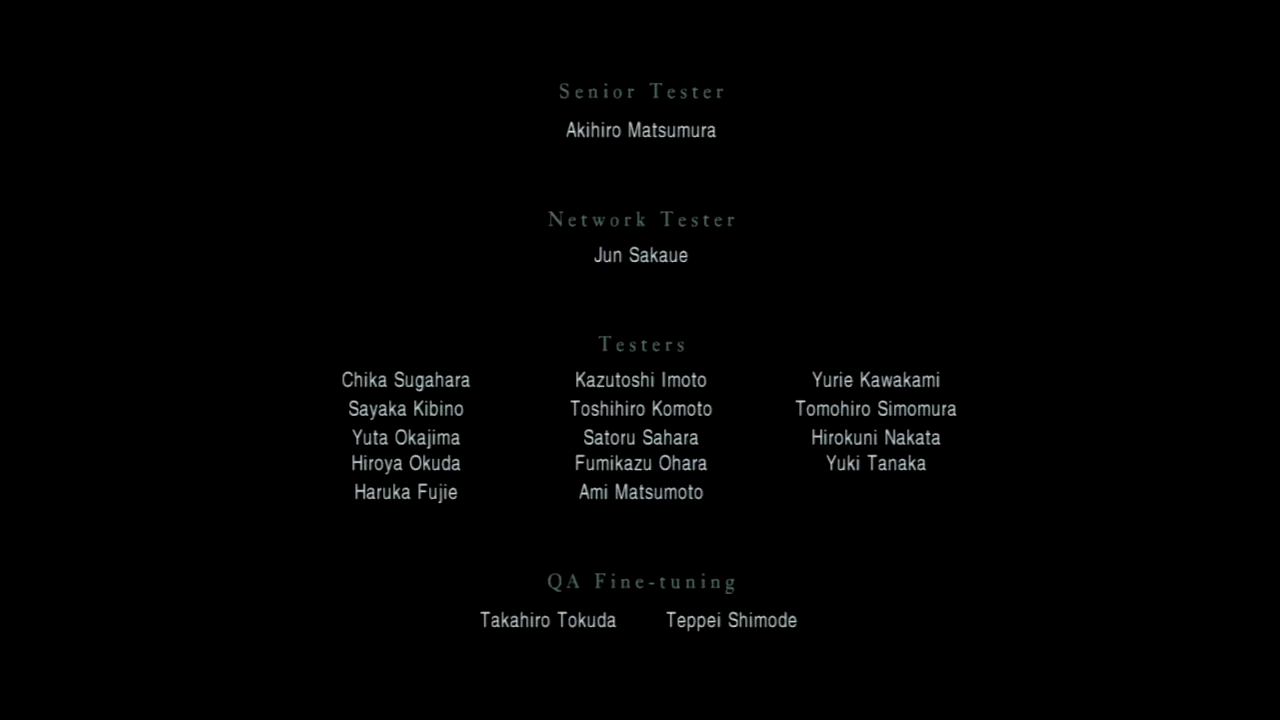 Senior Tester
Akihiro Matsumura
Network Tester
Jun Sakaue
Testers
Chika Sugahara Kazutoshi Imoto Yurie Kawakami
Sayaka Kibino Toshihiro Komoto Tomohiro Simomura
Yuta Okajima Satoru Sahara Hirokuni Nakata
Hiroya Okuda Fumikazu Ohara Yuki Tanaka
Haruka Fujie Ami Matsumoto
QA Fine-tuning
Takahiro Tokuda Teppei Shimode